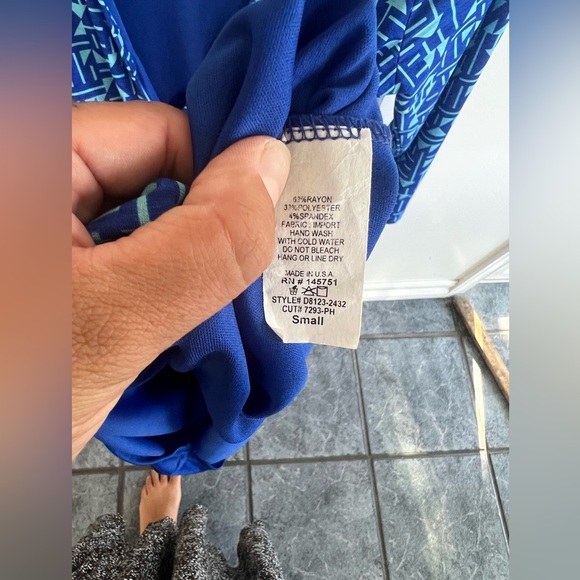 63%RAYON
33%POLYESTER
4%SPANDEX
FABRIC: IMPORT
HAND WASH
WITH COLD WATER
DO NOT BLEACH
HANG OR LINE DRY
MADE IN U.S.A.
RN # 145751
STYLE# D8123-2432
CUT# 7293-PH
Small